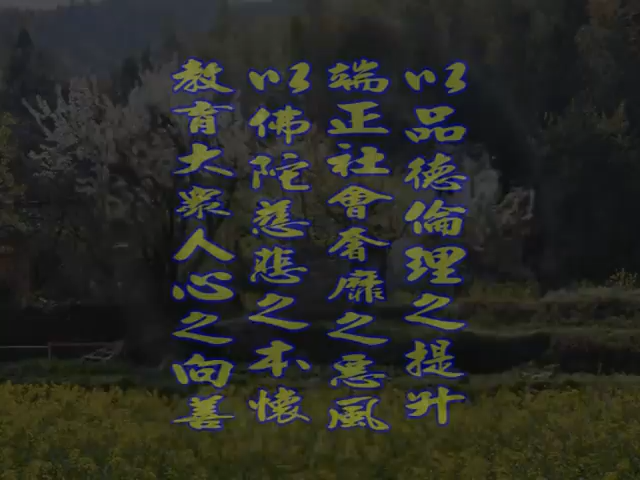 以品德倫理之提升
端正社會奢靡之惡風
以佛陀慈悲之本懷
教育大眾人心之向善